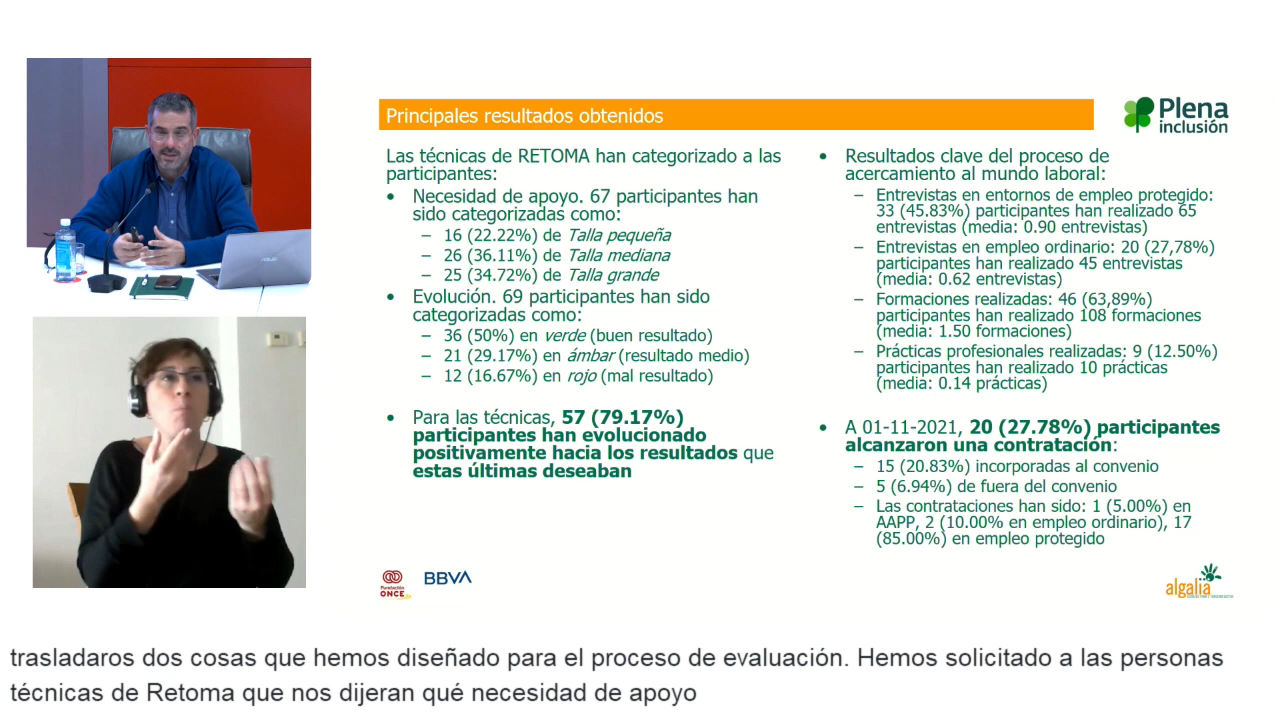 Principales resultados obtenidos
Plena
inclusión
Las técnicas de RETOMA han categorizado a las
participantes:
• Necesidad de apoyo. 67 participantes han
sido categorizadas como:
– 16 (22.22%) de Talla pequeña
– 26 (36.11%) de Talla mediana
– 25 (34.72%) de Talla grande
• Evolución. 69 participantes han sido
categorizadas como:
– 36 (50%) en verde (buen resultado)
– 21 (29.17%) en ámbar (resultado medio)
– 12 (16.67%) en rojo (mal resultado)
• Para las técnicas, 57 (79.17%)
participantes han evolucionado
positivamente hacia los resultados que
estas últimas deseaban
• Resultados clave del proceso de
acercamiento al mundo laboral:
– Entrevistas en entornos de empleo protegido:
33 (45.83%) participantes han realizado 65
entrevistas (media: 0.90 entrevistas)
– Entrevistas en empleo ordinario: 20 (27,78%)
participantes han realizado 45 entrevistas
(media: 0.62 entrevistas)
– Formaciones realizadas: 46 (63,89%)
participantes han realizado 108 formaciones
(media: 1.50 formaciones)
– Prácticas profesionales realizadas: 9 (12.50%)
participantes han realizado 10 prácticas
(media: 0.14 prácticas)
• A 01-11-2021, 20 (27.78%) participantes
alcanzaron una contratación:
– 15 (20.83%) incorporadas al convenio
– 5 (6.94%) de fuera del convenio
– Las contrataciones han sido: 1 (5.00%) en
AAPP, 2 (10.00% en empleo ordinario), 17
(85.00%) en empleo protegido
Fundación
ONCE
BBVA
algalia
trasladaros dos cosas que hemos diseñado para el proceso de evaluación. Hemos solicitado a las personas
técnicas de Retoma que nos dijeran qué necesidad de apoyo